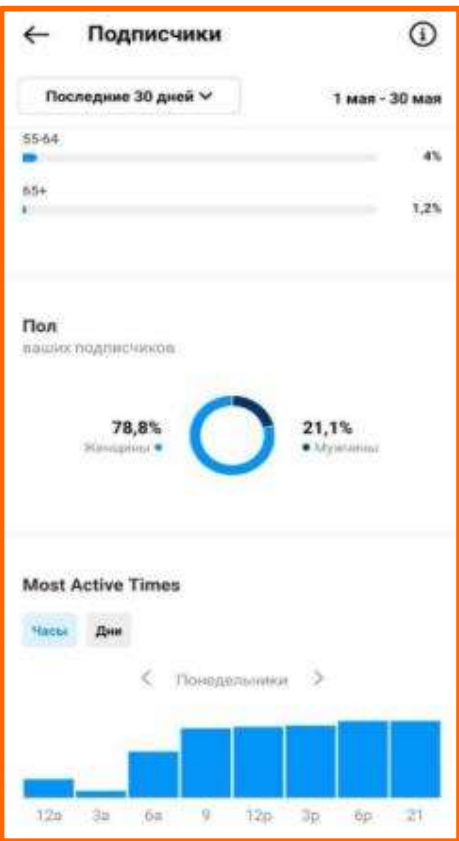 Подписчики
Последние 30 дней
1 мая - 30 мая
55-64
4%
65+
1,2%
Пол
ваших подписчиков
78,8%
Женщины
21,1%
Мужчины
Most Active Times
Часы Дни
Понедельники
12a 3a 6a 9 12p 3p 6p 21